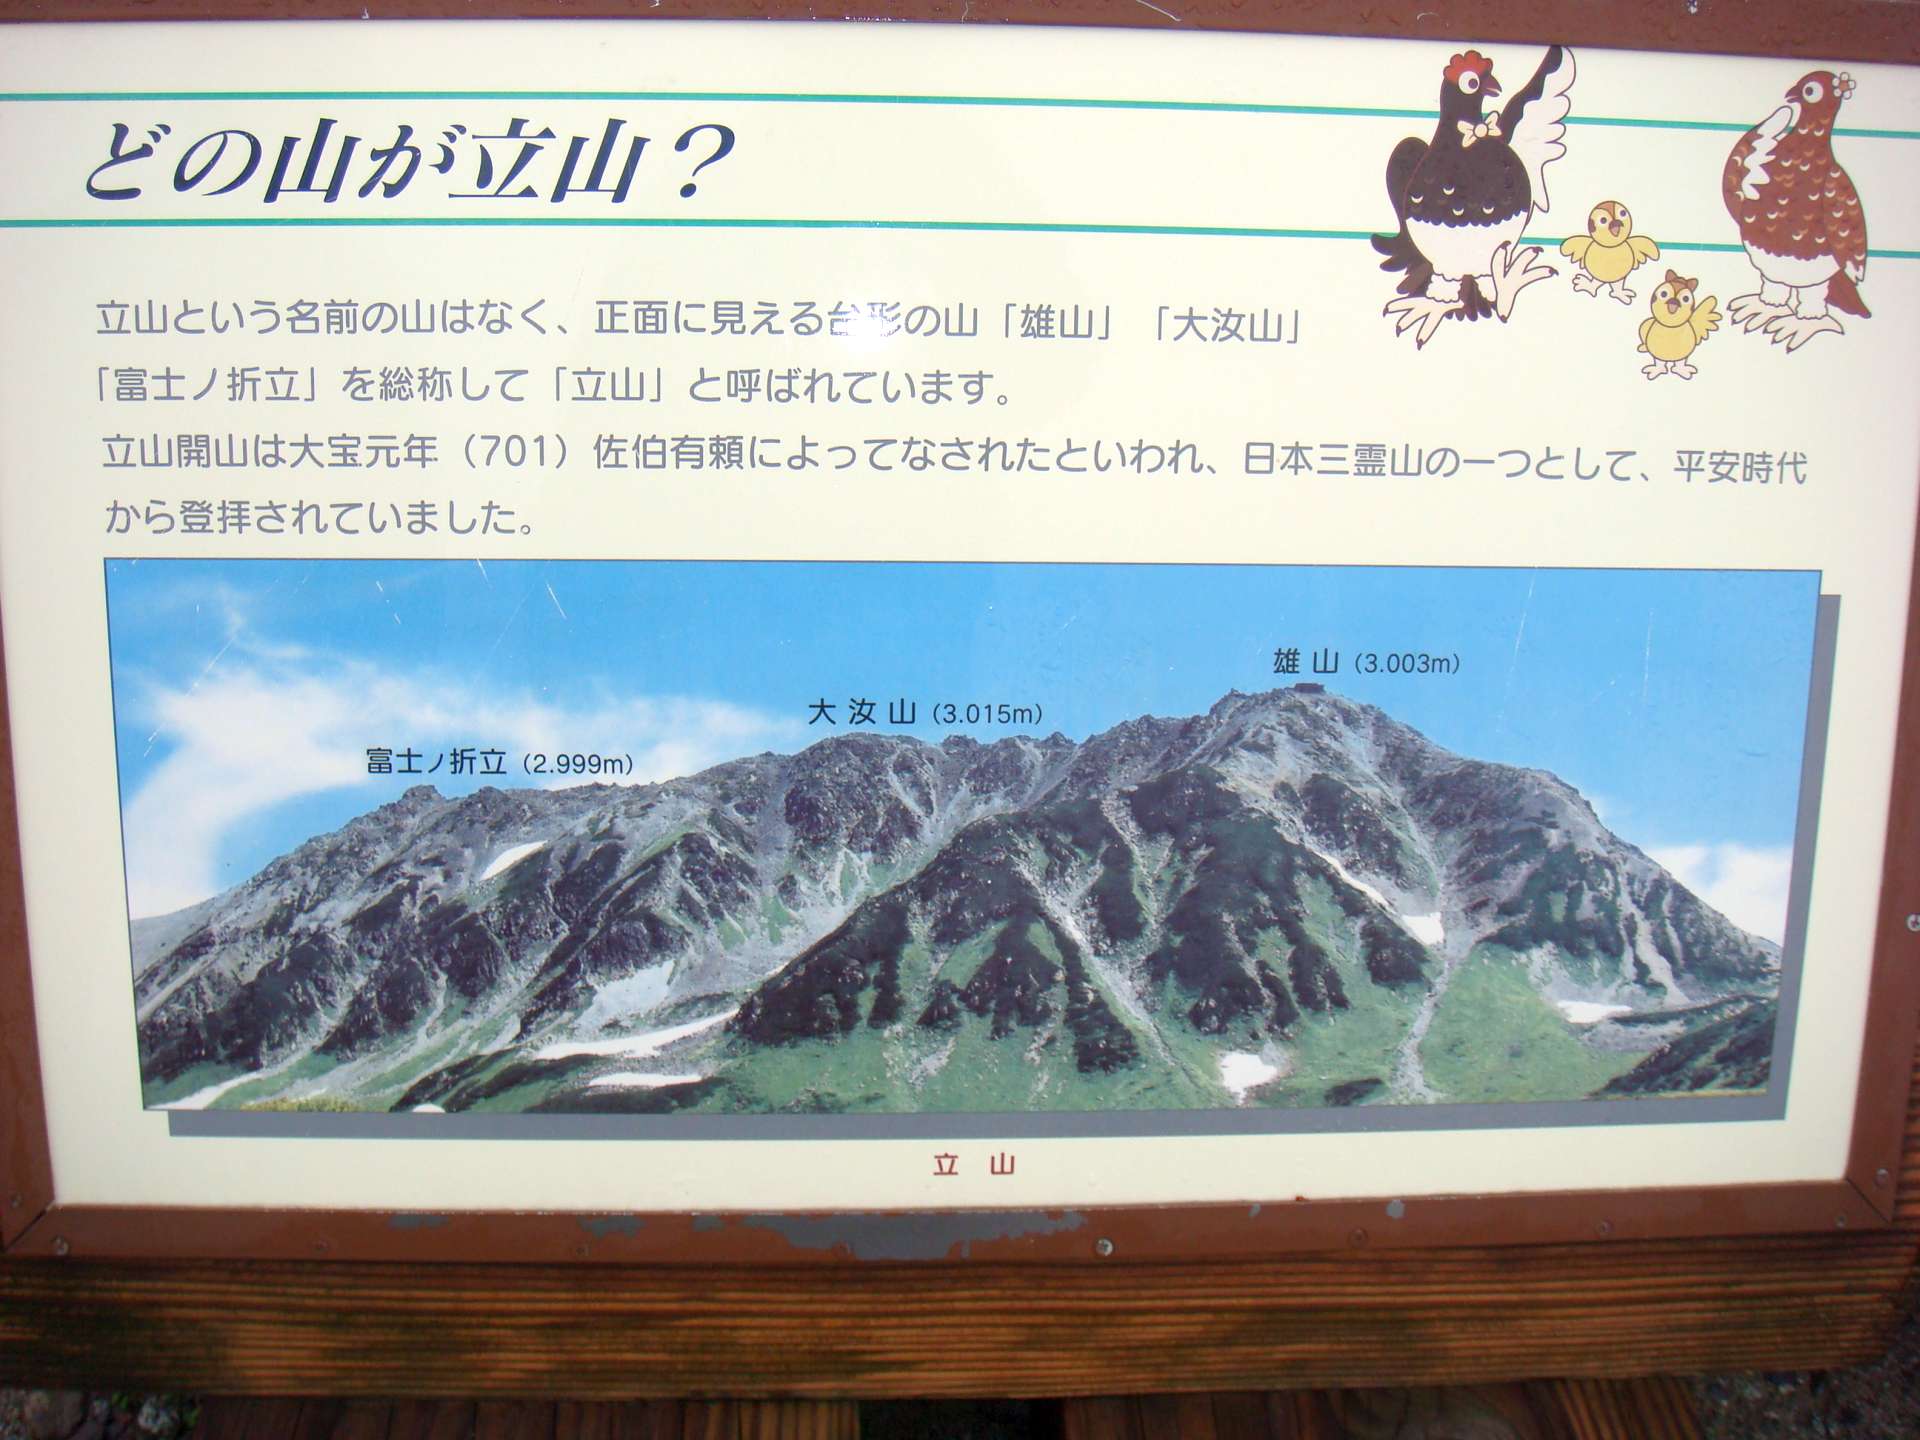 どの山が立山？
立山という名前の山はなく、正面に見える台形の山「雄山」「大汝山」
「富士ノ折立」を総称して「立山」と呼ばれています。
立山開山は大宝元年（701）佐伯有頼によってなされたといわれ、日本三霊山の一つとして、平安時代
から登拝されていました。
雄山（3.003m）
大汝山（3.015m）
富士ノ折立（2.999m）
立 山